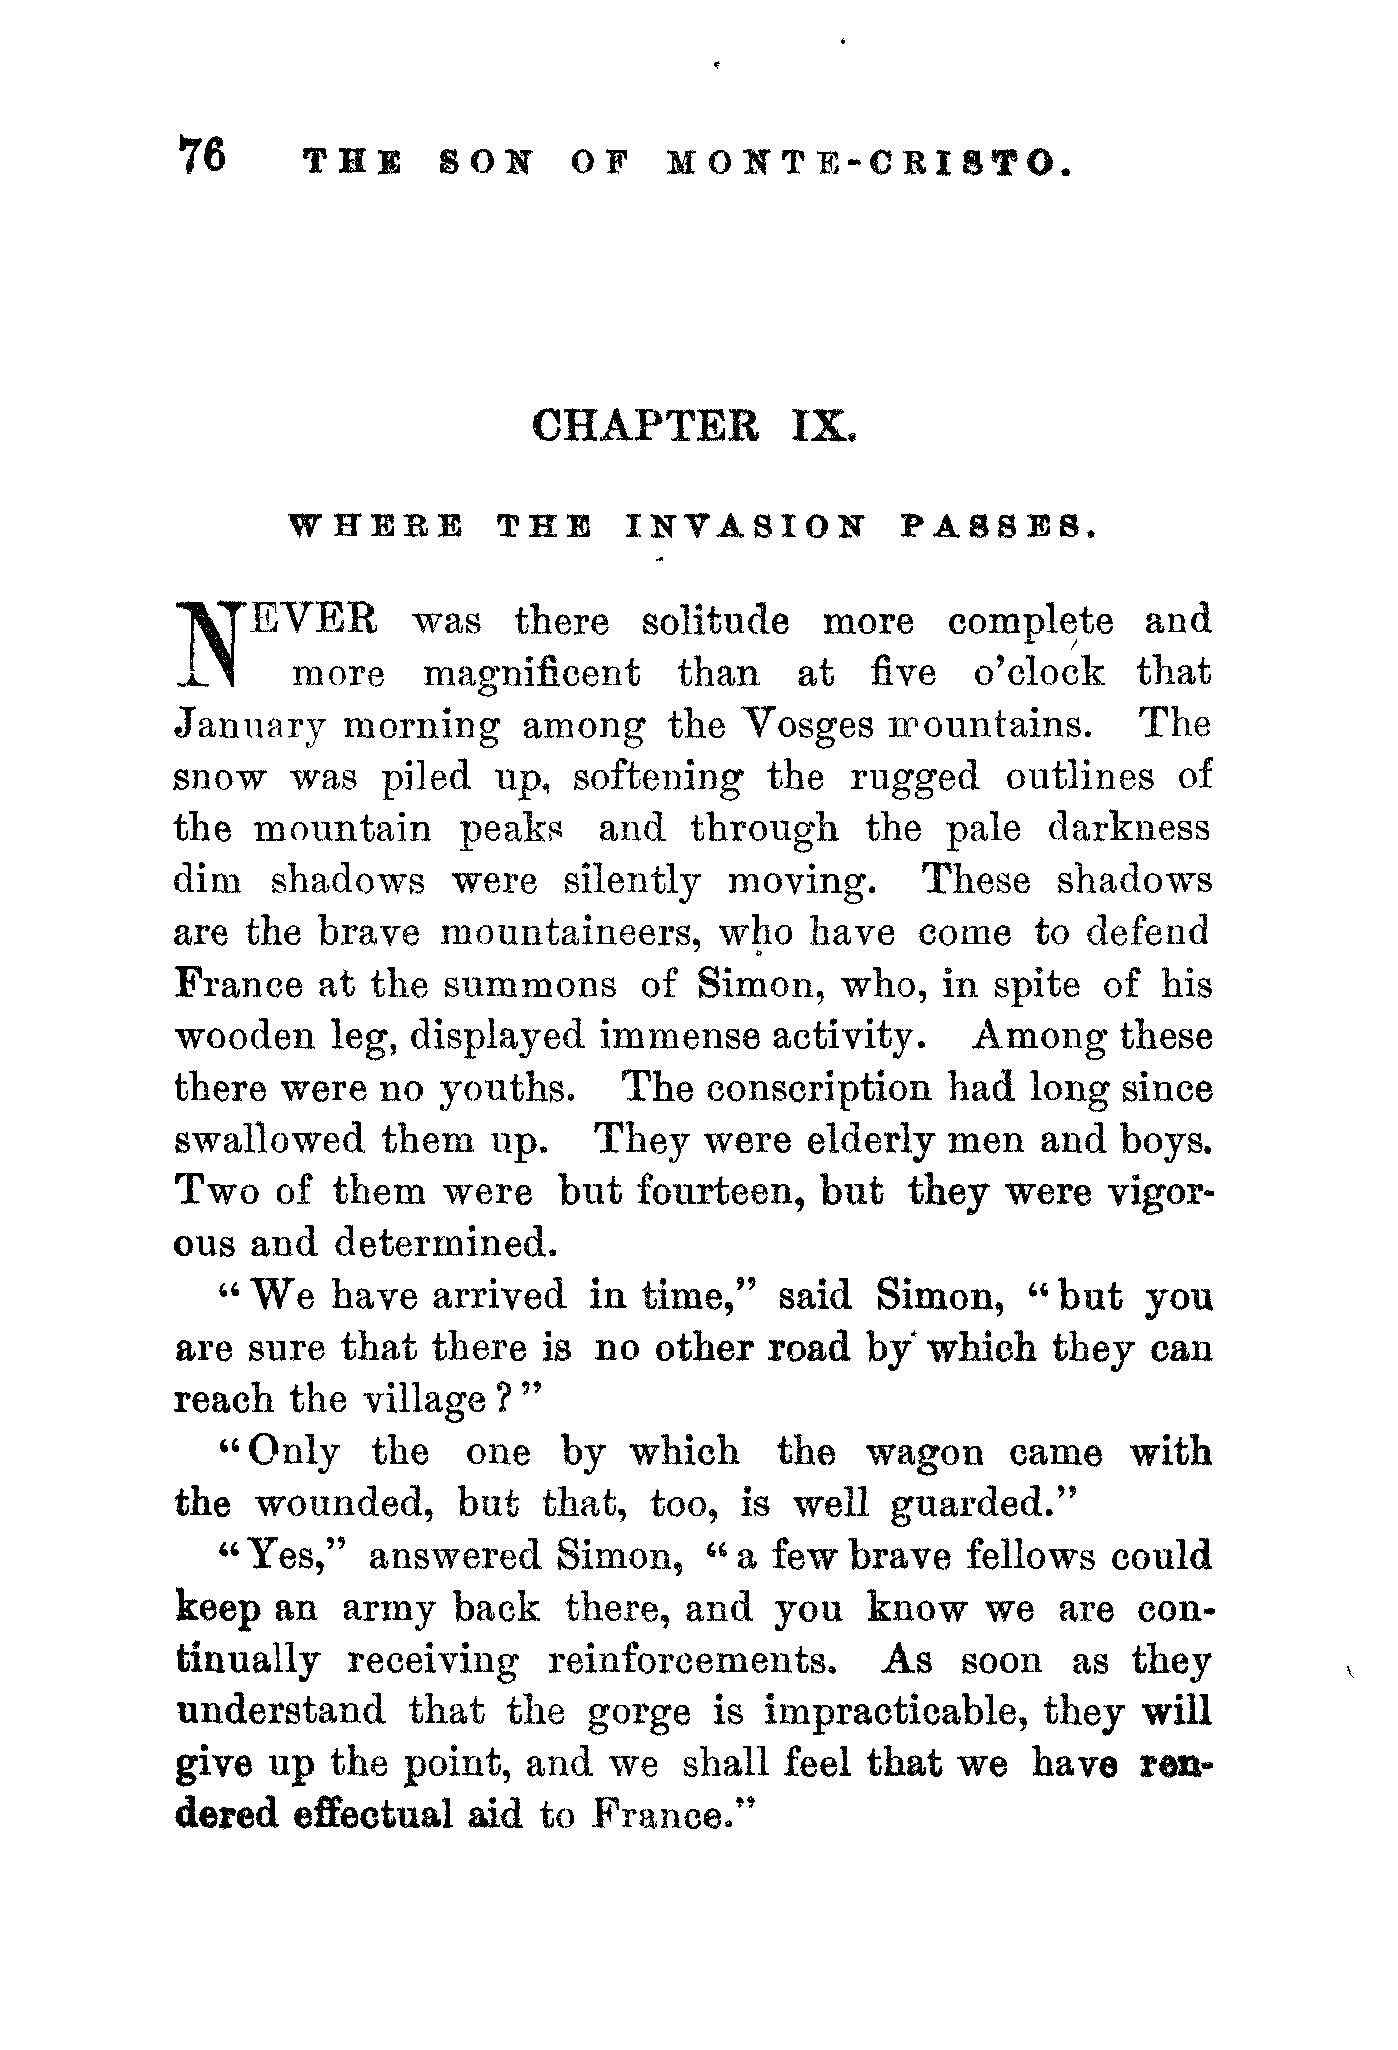 76 THE SON OF MONTE-CRISTO.
CHAPTER IX.
WHERE THE INVASION PASSES.
NEVER was there solitude more complete and
more magnificent than at five o'clock that
January morning among the Vosges mountains. The
snow was piled up, softening the rugged outlines of
the mountain peaks and through the pale darkness
dim shadows were silently moving. These shadows
are the brave mountaineers, who have come to defend
France at the summons of Simon, who, in spite of his
wooden leg, displayed immense activity. Among these
there were no youths. The conscription had long since
swallowed them up. They were elderly men and boys.
Two of them were but fourteen, but they were vigor-
ous and determined.
“We have arrived in time,” said Simon, “but you
are sure that there is no other road by which they can
reach the village?”
“Only the one by which the wagon came with
the wounded, but that, too, is well guarded.”
“Yes,” answered Simon, “a few brave fellows could
keep an army back there, and you know we are con-
tinually receiving reinforcements. As soon as they
understand that the gorge is impracticable, they will
give up the point, and we shall feel that we have ren-
dered effectual aid to France.”